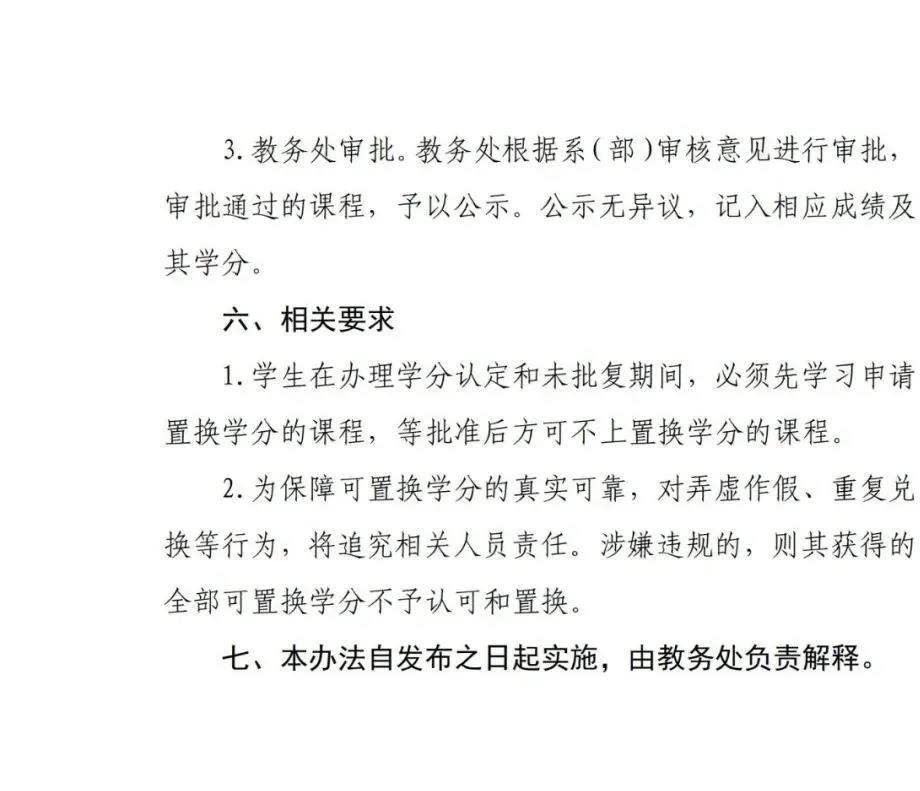 3. 教务处审批。教务处根据系(部)审核意见进行审批，
审批通过的课程，予以公示。公示无异议，记入相应成绩及
其学分。
六、相关要求
1. 学生在办理学分认定和未批复期间，必须先学习申请
置换学分的课程，等批准后方可不上置换学分的课程。
2. 为保障可置换学分的真实可靠，对弄虚作假、重复兑
换等行为，将追究相关人员责任。涉嫌违规的，则其获得的
全部可置换学分不予认可和置换。
七、本办法自发布之日起实施，由教务处负责解释。